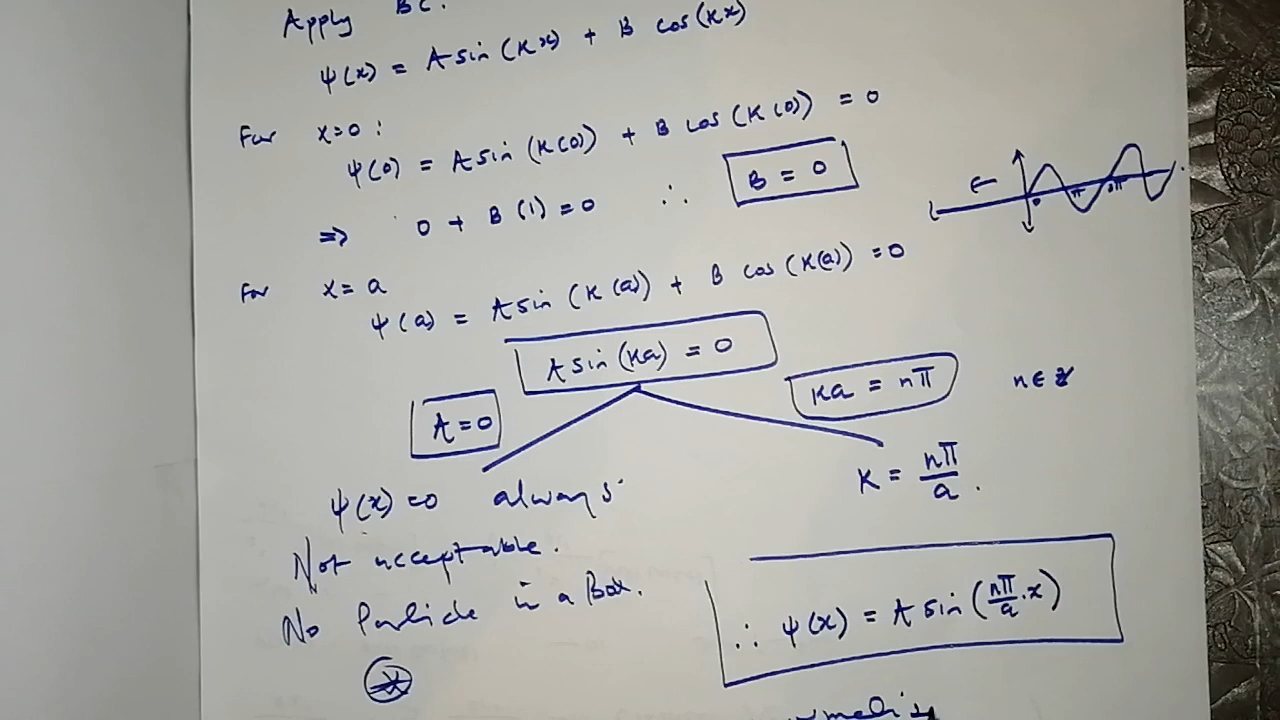 Apply BC:
ψ(x) = A sin (Kx) + B cos(Kx)
For x=0 :
ψ(0) = A sin (K(0)) + B cos (K(0)) = 0
⇒ 0 + B (1) = 0 ∴ B = 0
0 π 2π
For x = a
ψ(a) = A sin (K(a)) + B cos (K(a)) = 0
A sin (Ka) = 0
A = 0 Ka = nπ n ∈ Z
ψ(x) = 0 always K = nπ/a .
Not acceptable.
No Particle in a Box.
∴ ψ(x) = A sin (nπ/a . x)